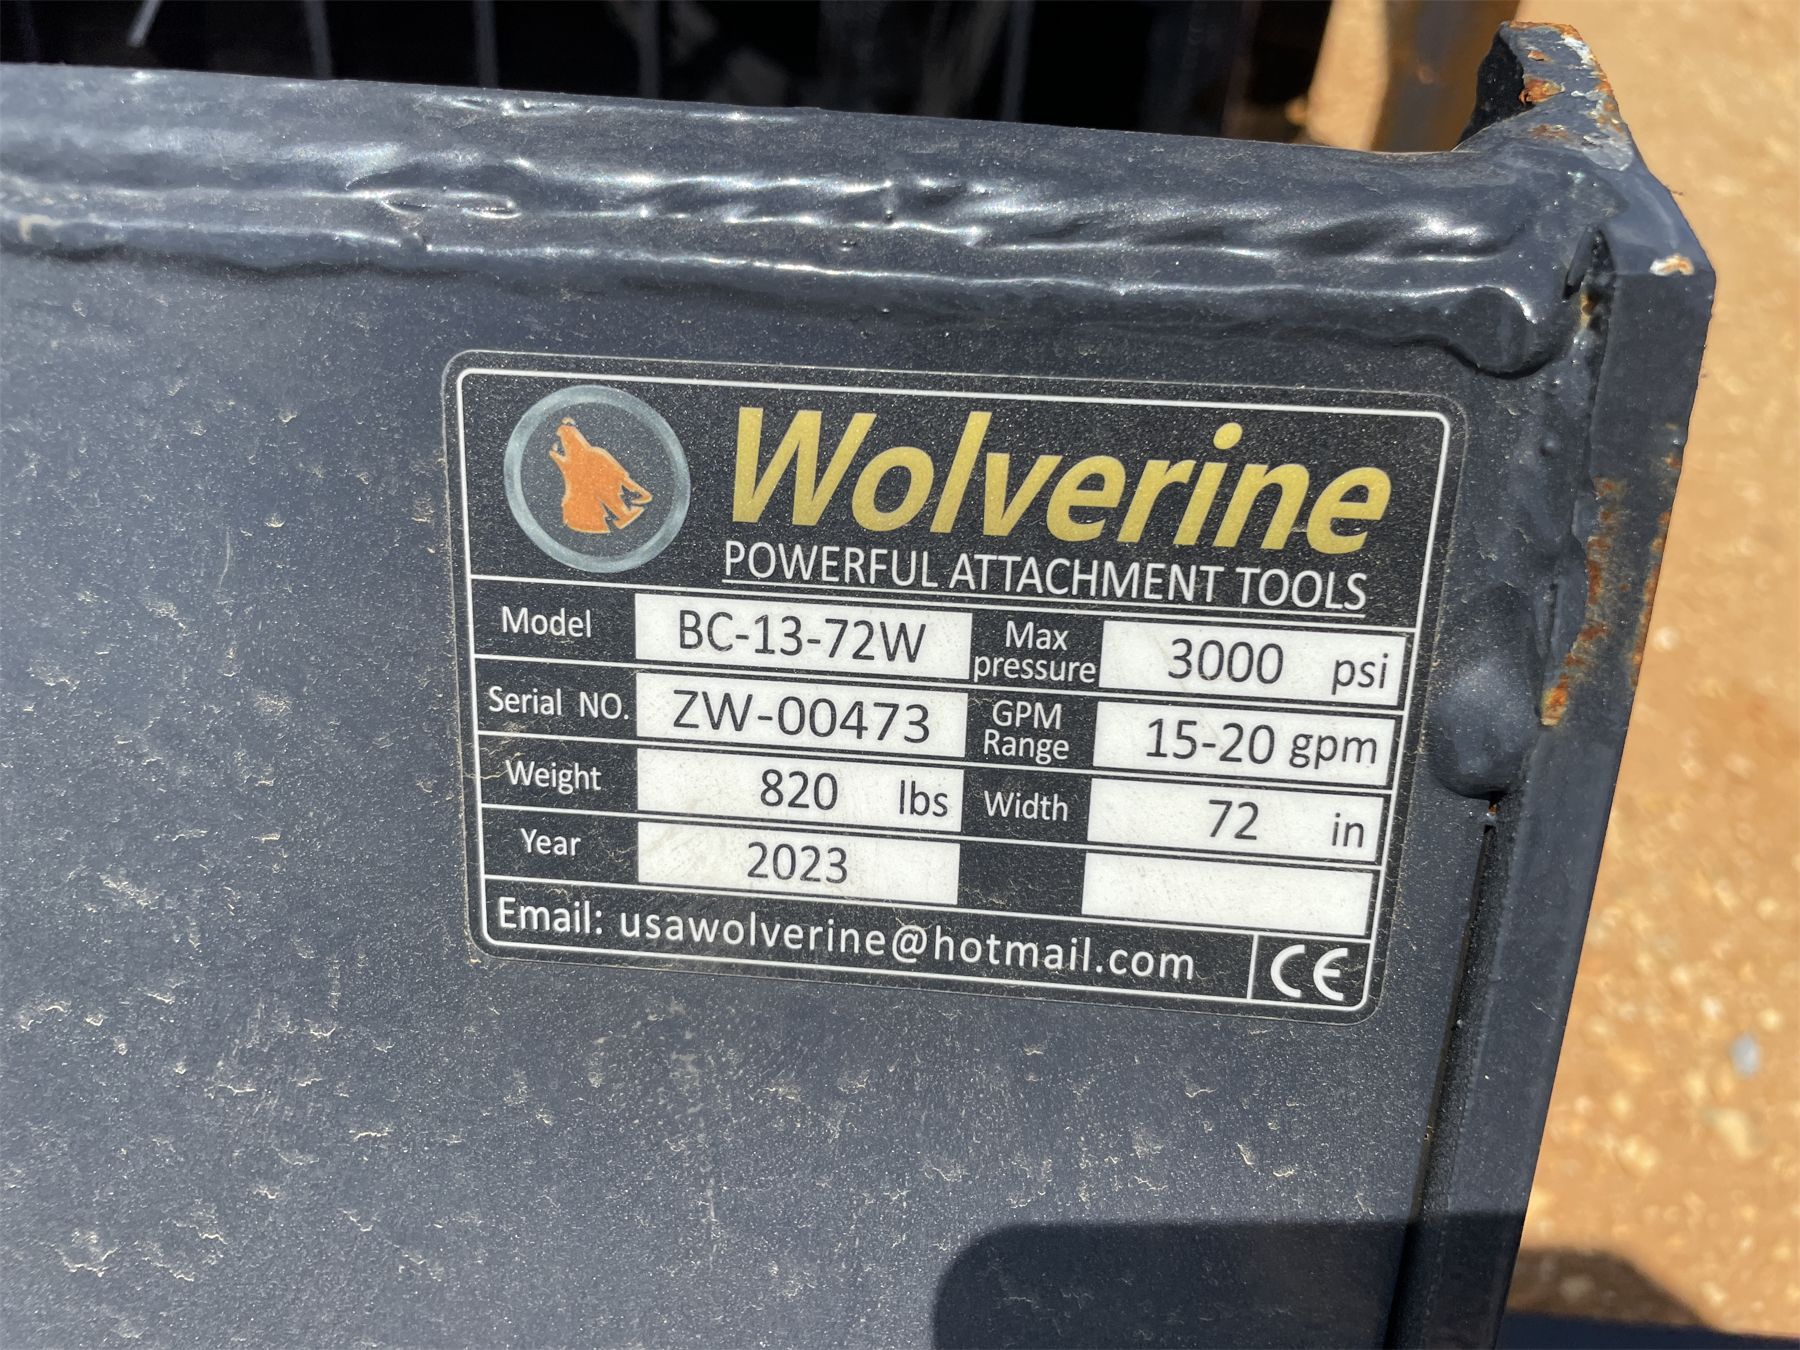 Wolverine
POWERFUL ATTACHMENT TOOLS
Model BC-13-72W Max pressure 3000 psi
Serial NO. ZW-00473 GPM Range 15-20 gpm
Weight 820 lbs Width 72 in
Year 2023
Email: usawolverine@hotmail.com CE